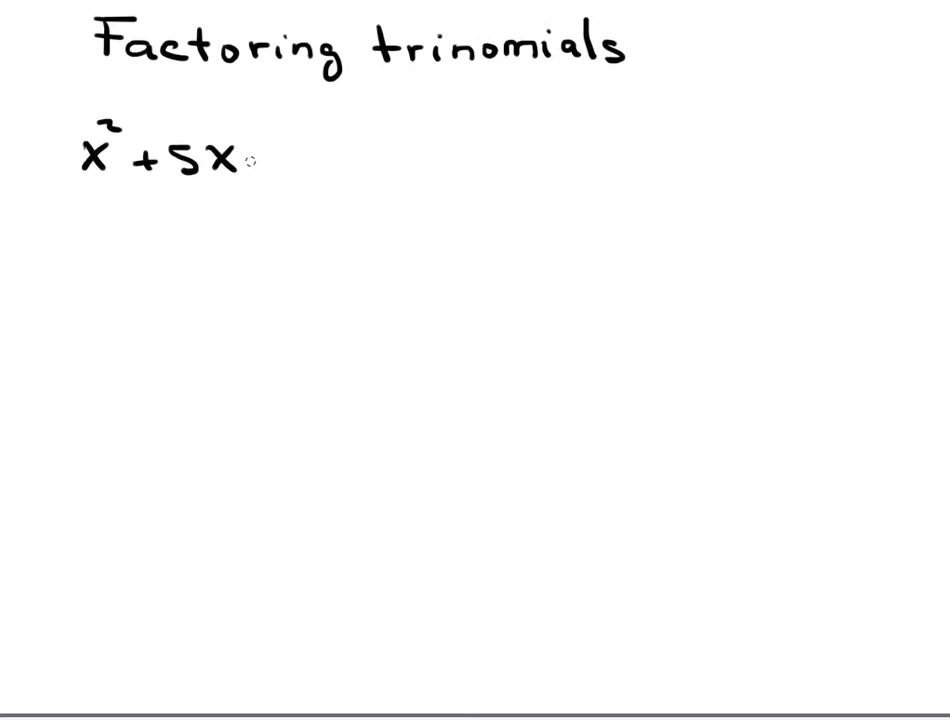 Factoring trinomials
x² + 5x